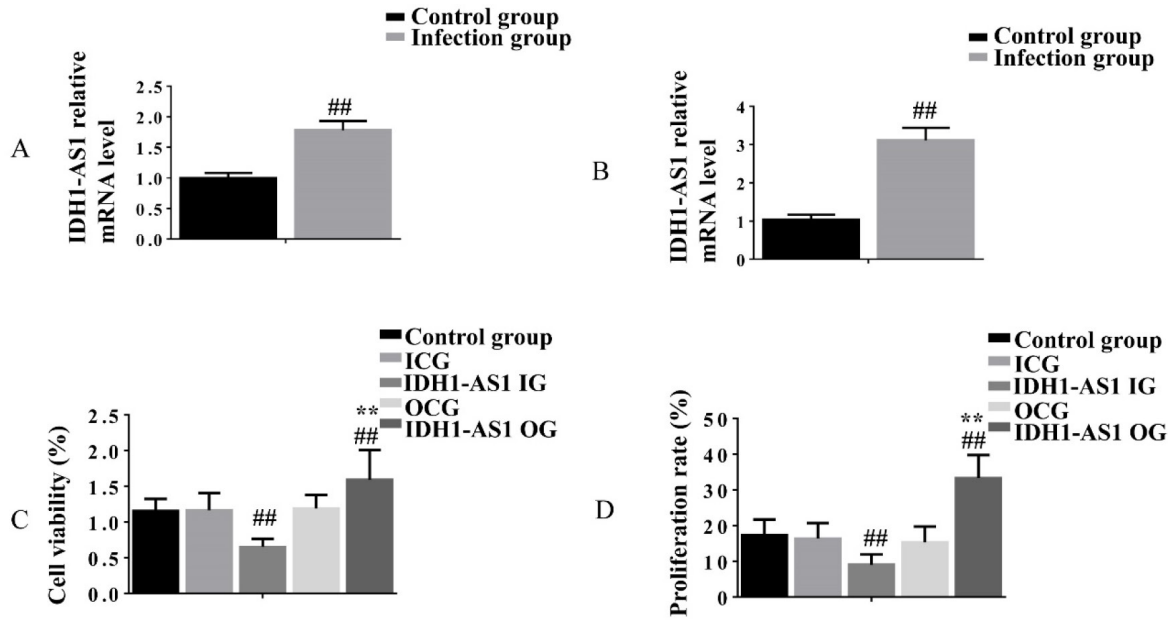 Control group
Infection group
A
IDH1-AS1 relative
mRNA level
2.5
2.0
1.5
1.0
0.5
0.0
##
Control group
Infection group
B
IDH1-AS1 relative
mRNA level
4
3
2
1
0
##
Control group
ICG
IDH1-AS1 IG
OCG
IDH1-AS1 OG
C
Cell viability (%)
2.5
2.0
1.5
1.0
0.5
0.0
##
**
##
Control group
ICG
IDH1-AS1 IG
OCG
IDH1-AS1 OG
D
Proliferation rate (%)
50
40
30
20
10
0
##
**
##